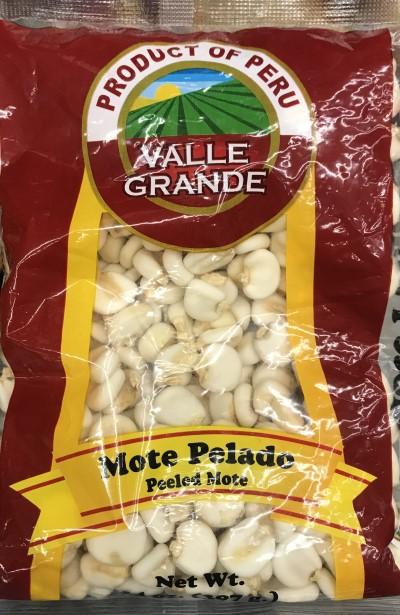 PRODUCT OF PERU
VALLE
GRANDE
Mote Pelado
Peeled Mote
Net Wt.